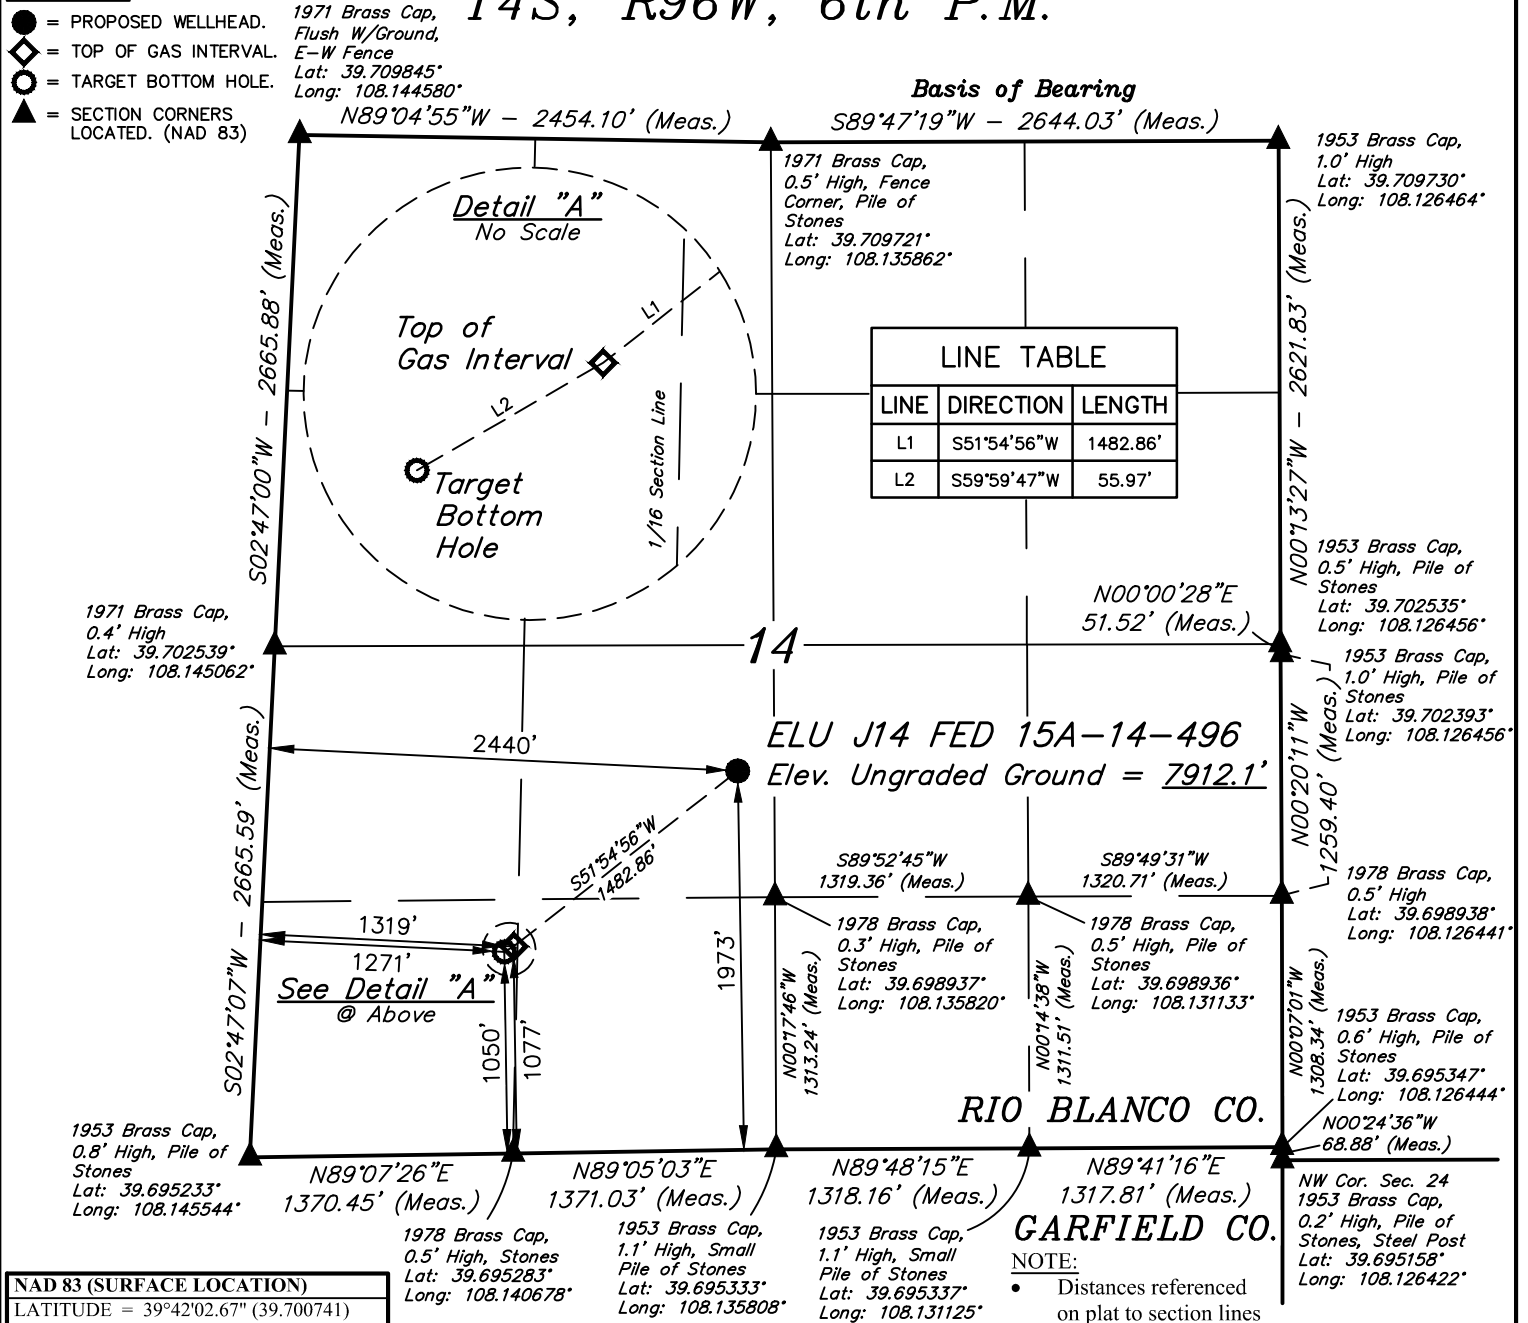 T4S, R96W, 6th P.M.
= PROPOSED WELLHEAD.
= TOP OF GAS INTERVAL.
= TARGET BOTTOM HOLE.
= SECTION CORNERS
LOCATED. (NAD 83)
1971 Brass Cap,
Flush W/Ground,
E-W Fence
Lat: 39.709845°
Long: 108.144580°
N89°04'55"W - 2454.10' (Meas.)
Basis of Bearing
S89°47'19"W - 2644.03' (Meas.)
1971 Brass Cap,
0.5' High, Fence
Corner, Pile of
Stones
Lat: 39.709721°
Long: 108.135862°
1953 Brass Cap,
1.0' High
Lat: 39.709730°
Long: 108.126464°
Detail "A"
No Scale
Top of
Gas Interval
L1
L2
Target
Bottom
Hole
1/16 Section Line
S02°47'00"W - 2665.88' (Meas.)
LINE TABLE
LINE DIRECTION LENGTH
L1 S51°54'56"W 1482.86'
L2 S59°59'47"W 55.97'
N00°13'27"W - 2621.83' (Meas.)
1953 Brass Cap,
0.5' High, Pile of
Stones
Lat: 39.702535°
Long: 108.126456°
N00°00'28"E
51.52' (Meas.)
1971 Brass Cap,
0.4' High
Lat: 39.702539°
Long: 108.145062°
14
1953 Brass Cap,
1.0' High, Pile of
Stones
Lat: 39.702393°
Long: 108.126456°
N00°20'11"W
1259.40' (Meas.)
2440'
ELU J14 FED 15A-14-496
Elev. Ungraded Ground = 7912.1'
S51°54'56"W
1482.86'
S02°47'07"W - 2665.59' (Meas.)
S89°52'45"W
1319.36' (Meas.)
S89°49'31"W
1320.71' (Meas.)
1978 Brass Cap,
0.5' High
Lat: 39.698938°
Long: 108.126441°
1319'
1271'
See Detail "A"
@ Above
1050'
1077'
1973'
1978 Brass Cap,
0.3' High, Pile of
Stones
Lat: 39.698937°
Long: 108.135820°
N00°17'46"W
1313.24' (Meas.)
1978 Brass Cap,
0.5' High, Pile of
Stones
Lat: 39.698936°
Long: 108.131133°
N00°14'38"W
1311.51' (Meas.)
N00°07'01"W
1308.34' (Meas.)
1953 Brass Cap,
0.6' High, Pile of
Stones
Lat: 39.695347°
Long: 108.126444°
RIO BLANCO CO.
N00°24'36"W
68.88' (Meas.)
1953 Brass Cap,
0.8' High, Pile of
Stones
Lat: 39.695233°
Long: 108.145544°
N89°07'26"E
1370.45' (Meas.)
N89°05'03"E
1371.03' (Meas.)
N89°48'15"E
1318.16' (Meas.)
N89°41'16"E
1317.81' (Meas.)
NW Cor. Sec. 24
1953 Brass Cap,
0.2' High, Pile of
Stones, Steel Post
Lat: 39.695158°
Long: 108.126422°
GARFIELD CO.
1978 Brass Cap,
0.5' High, Stones
Lat: 39.695283°
Long: 108.140678°
1953 Brass Cap,
1.1' High, Small
Pile of Stones
Lat: 39.695333°
Long: 108.135808°
1953 Brass Cap,
1.1' High, Small
Pile of Stones
Lat: 39.695337°
Long: 108.131125°
NOTE:
• Distances referenced
on plat to section lines
NAD 83 (SURFACE LOCATION)
LATITUDE = 39°42'02.67" (39.700741)